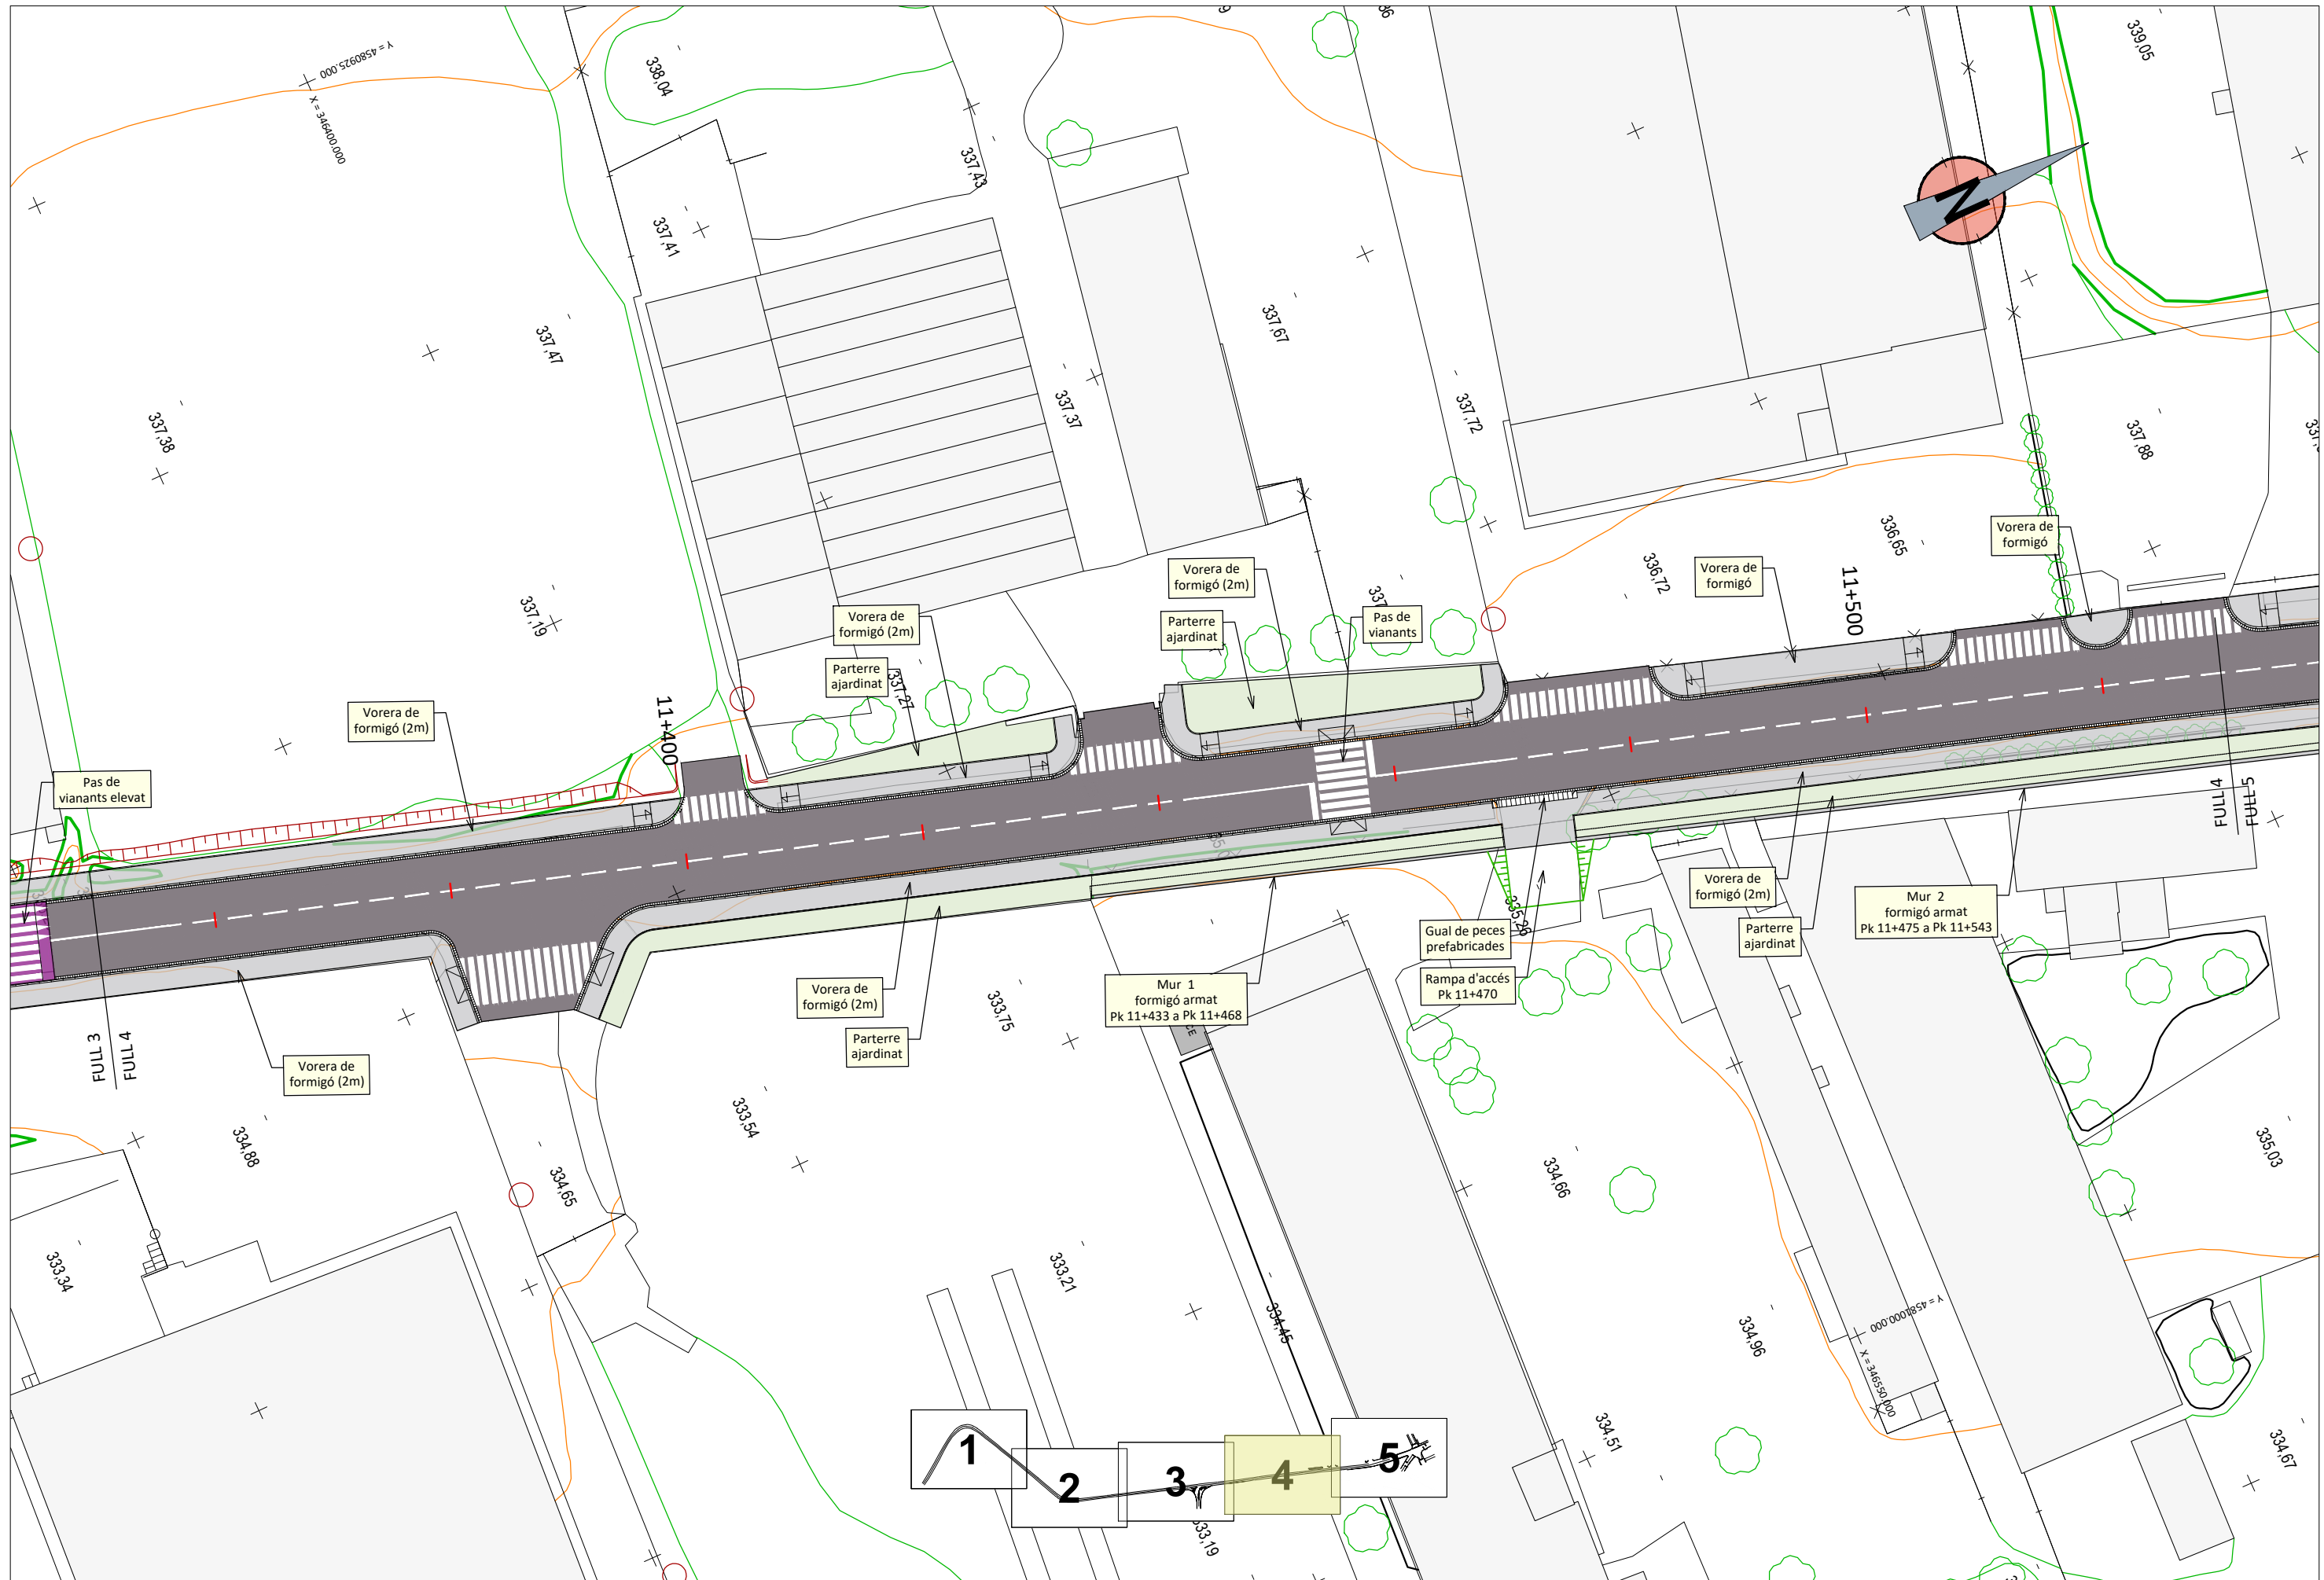 Y = 4580925.000
X = 346400.000
338,04
337,43
339,05
337,41
N
337,47
337,67
337,38
337,37
337,72
337,88
336,65
336,72
337,19
Vorera de
formigó
Vorera de
formigó
11+500
Vorera de
formigó (2m)
Vorera de
formigó (2m)
Parterre
ajardinat
Pas de
vianants
Parterre
ajardinat
337,27
11+400
Vorera de
formigó (2m)
Pas de
vianants elevat
FULL 3
FULL 4
FULL4
FULL5
Vorera de
formigó (2m)
Parterre
ajardinat
Mur 2
formigó armat
Pk 11+475 a Pk 11+543
335,26
Gual de peces
prefabricades
Rampa d'accés
Pk 11+470
Mur 1
formigó armat
Pk 11+433 a Pk 11+468
Vorera de
formigó (2m)
Parterre
ajardinat
Vorera de
formigó (2m)
333,75
333,54
334,88
334,65
334,66
335,03
333,34
333,21
334,45
334,96
Y = 4581100.000
X = 346550.000
334,51
334,67
1
2
3
4
5
333,19